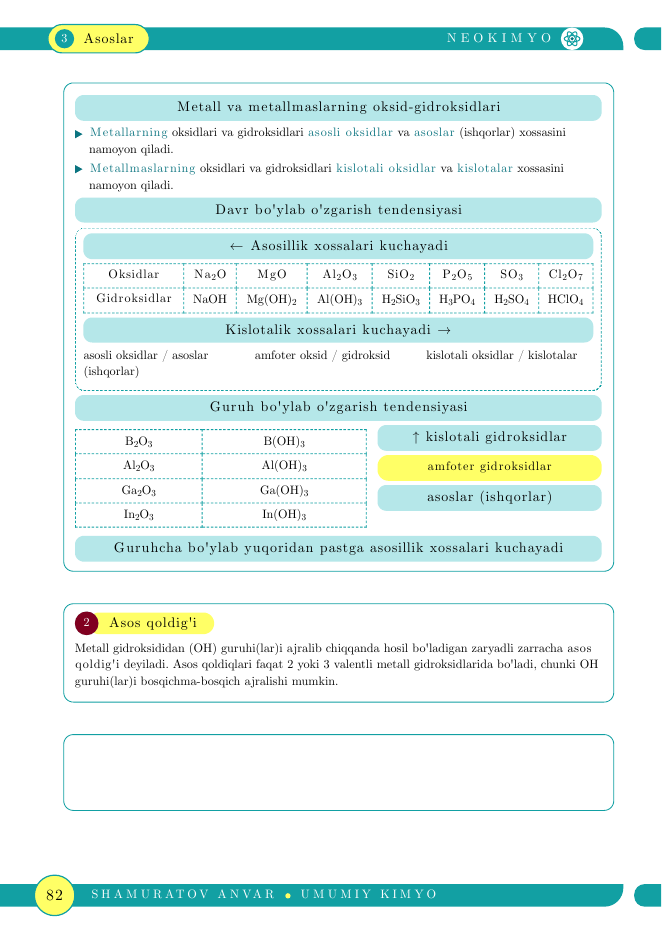 3 Asoslar
NEOKIMYO
Metall va metallmaslarning oksid-gidroksidlari
▶ Metallarning oksidlari va gidroksidlari asosli oksidlar va asoslar (ishqorlar) xossasini
namoyon qiladi.
▶ Metallmaslarning oksidlari va gidroksidlari kislotali oksidlar va kislotalar xossasini
namoyon qiladi.
Davr bo'ylab o'zgarish tendensiyasi
← Asosillik xossalari kuchayadi
Oksidlar Na₂O MgO Al₂O₃ SiO₂ P₂O₅ SO₃ Cl₂O₇
Gidroksidlar NaOH Mg(OH)₂ Al(OH)₃ H₂SiO₃ H₃PO₄ H₂SO₄ HClO₄
Kislotalik xossalari kuchayadi →
asosli oksidlar / asoslar amfoter oksid / gidroksid kislotali oksidlar / kislotalar
(ishqorlar)
Guruh bo'ylab o'zgarish tendensiyasi
B₂O₃ B(OH)₃
Al₂O₃ Al(OH)₃
Ga₂O₃ Ga(OH)₃
In₂O₃ In(OH)₃
↑ kislotali gidroksidlar
amfoter gidroksidlar
asoslar (ishqorlar)
Guruhcha bo'ylab yuqoridan pastga asosillik xossalari kuchayadi
2 Asos qoldig'i
Metall gidroksididan (OH) guruhi(lar)i ajralib chiqqanda hosil bo'ladigan zaryadli zarracha asos
qoldig'i deyiladi. Asos qoldiqlari faqat 2 yoki 3 valentli metall gidroksidlarida bo'ladi, chunki OH
guruhi(lar)i bosqichma-bosqich ajralishi mumkin.
82 SHAMURATOV ANVAR ● UMUMIY KIMYO